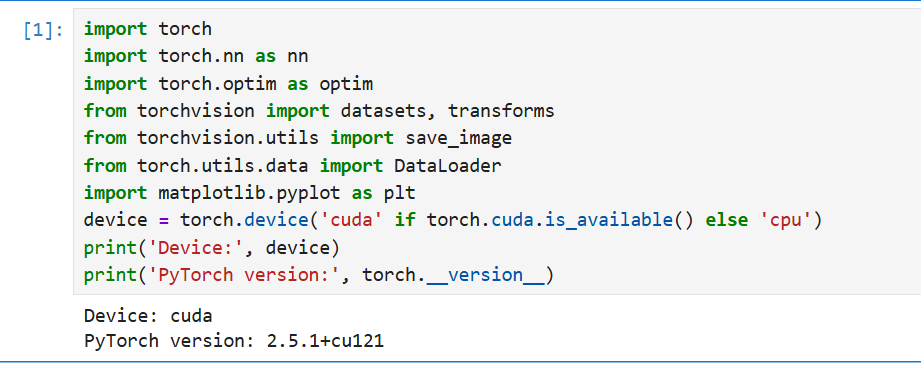 [1]:
import torch
import torch.nn as nn
import torch.optim as optim
from torchvision import datasets, transforms
from torchvision.utils import save_image
from torch.utils.data import DataLoader
import matplotlib.pyplot as plt
device = torch.device('cuda' if torch.cuda.is_available() else 'cpu')
print('Device:', device)
print('PyTorch version:', torch.__version__)
Device: cuda
PyTorch version: 2.5.1+cu121